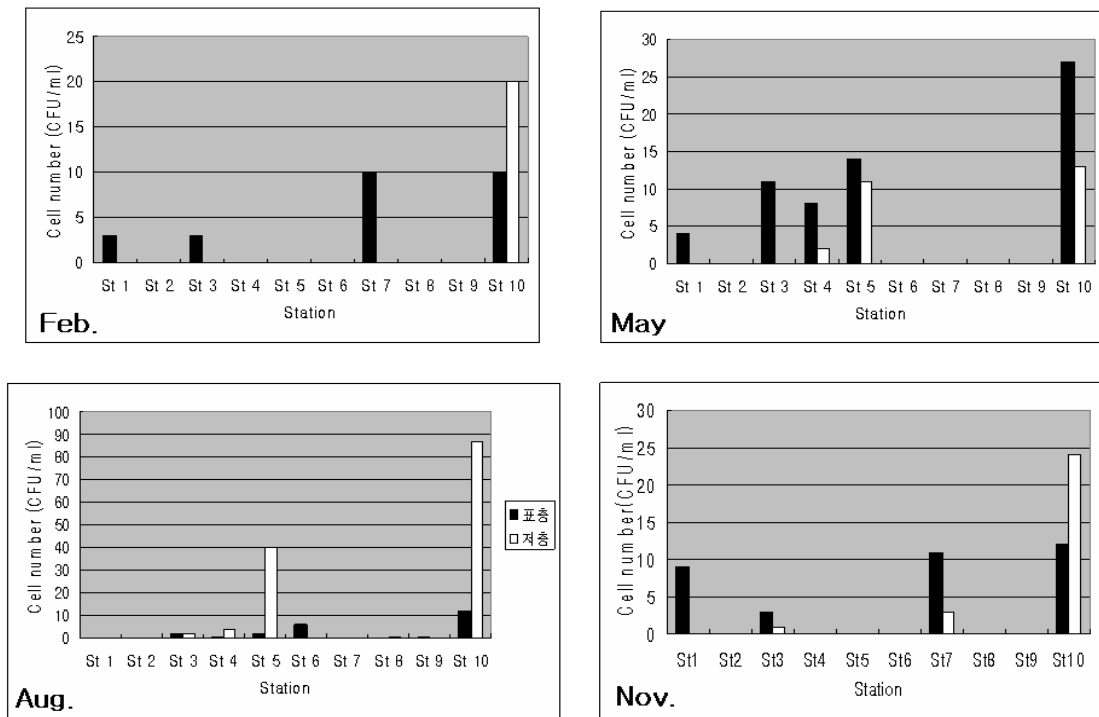 25
20
15
10
5
0
Cell number (CFU/ml)
St 1 St 2 St 3 St 4 St 5 St 6 St 7 St 8 St 9 St 10
Station
Feb.
30
25
20
15
10
5
0
Cell number (CFU/ml)
St 1 St 2 St 3 St 4 St 5 St 6 St 7 St 8 St 9 St 10
Station
May
100
90
80
70
60
50
40
30
20
10
0
Cell number (CFU/ml)
St 1 St 2 St 3 St 4 St 5 St 6 St 7 St 8 St 9 St 10
Station
표층
저층
Aug.
30
25
20
15
10
5
0
Cell number(CFU/ml)
St1 St2 St3 St4 St5 St6 St7 St8 St9 St10
Station
Nov.